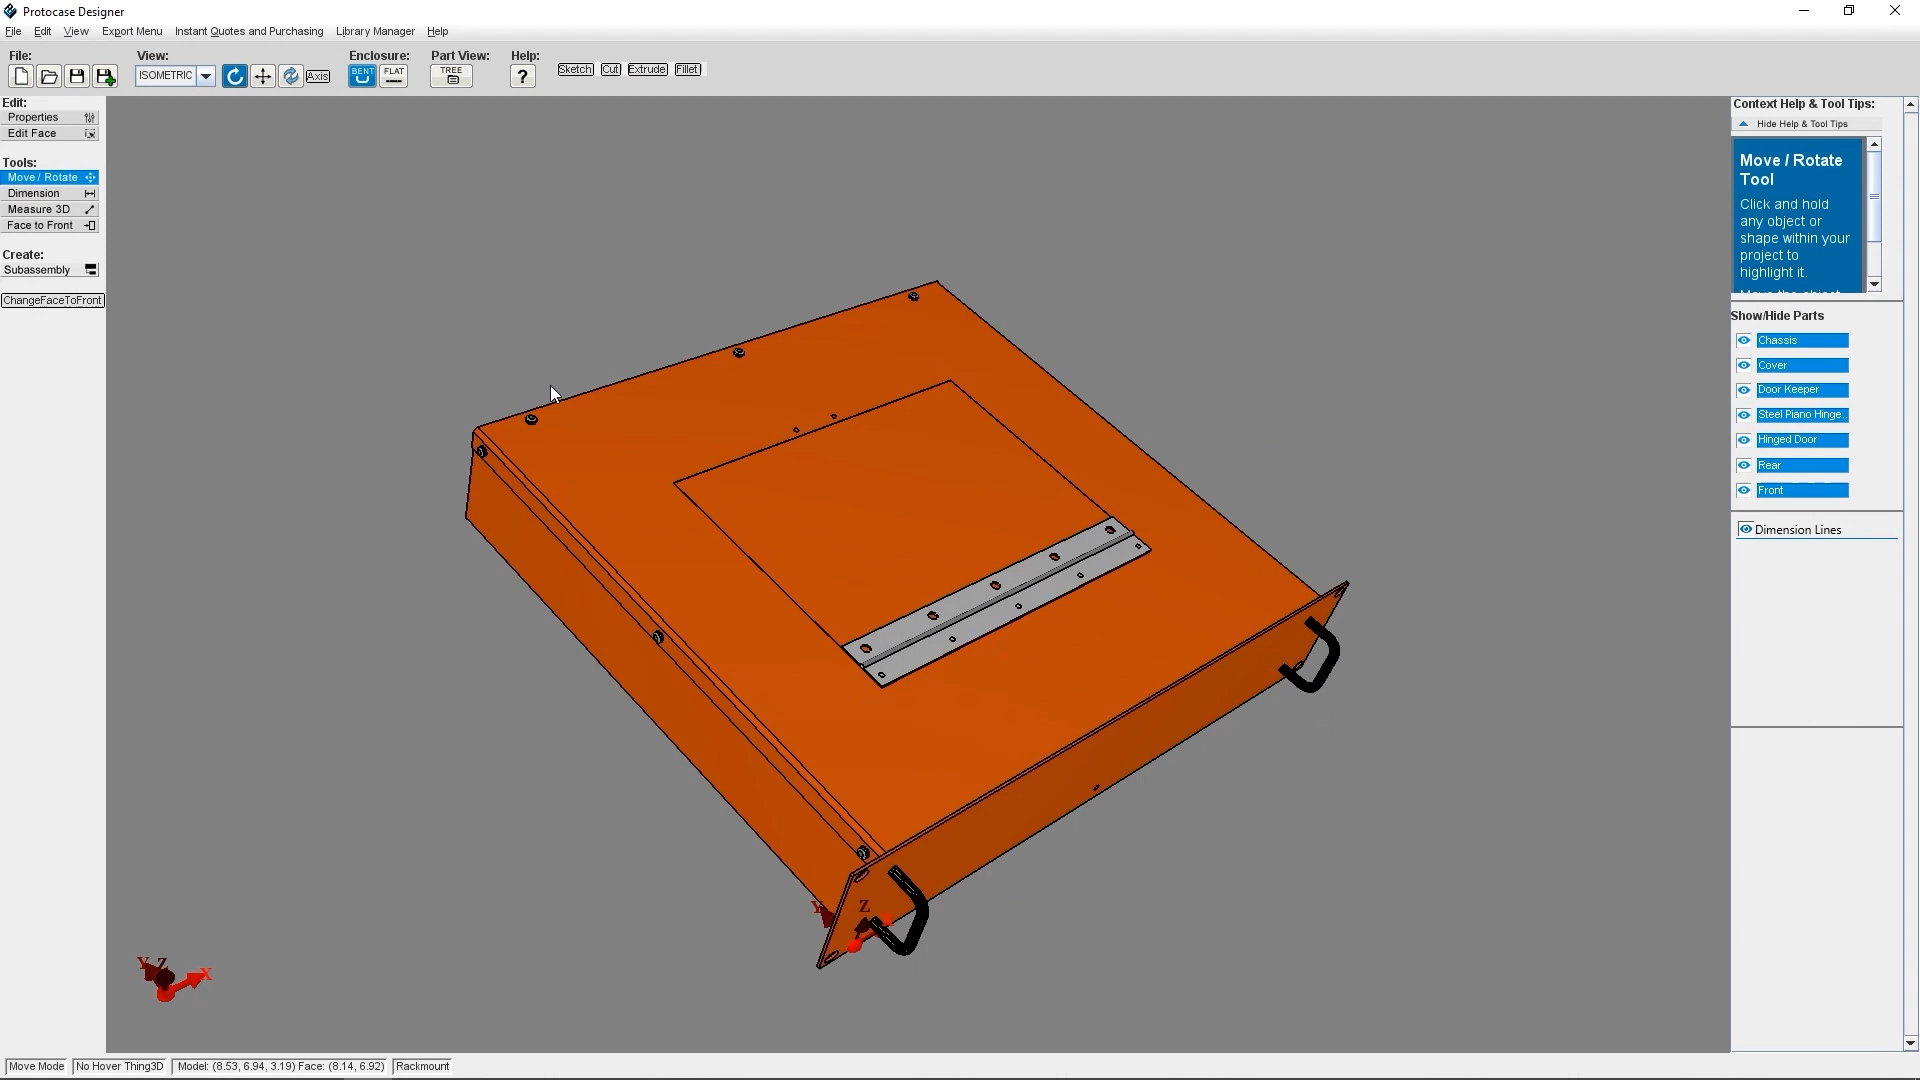 Protocase Designer
File Edit View Export Menu Instant Quotes and Purchasing Library Manager Help
File: View: Enclosure: Part View: Help:
ISOMETRIC Axis BENT FLAT TREE ? Sketch Cut Extrude Fillet
Edit:
Properties
Edit Face
Tools:
Move / Rotate
Dimension
Measure 3D
Face to Front
Create:
Subassembly
ChangeFaceToFront
Context Help & Tool Tips:
Hide Help & Tool Tips
Move / Rotate
Tool
Click and hold
any object or
shape within your
project to
highlight it.
Show/Hide Parts
Chassis
Cover
Door Keeper
Steel Piano Hinge..
Hinged Door
Rear
Front
Dimension Lines
Y Z
Y Z X
Move Mode No Hover Thing3D Model: (8.53, 6.94, 3.19) Face: (8.14, 6.92) Rackmount